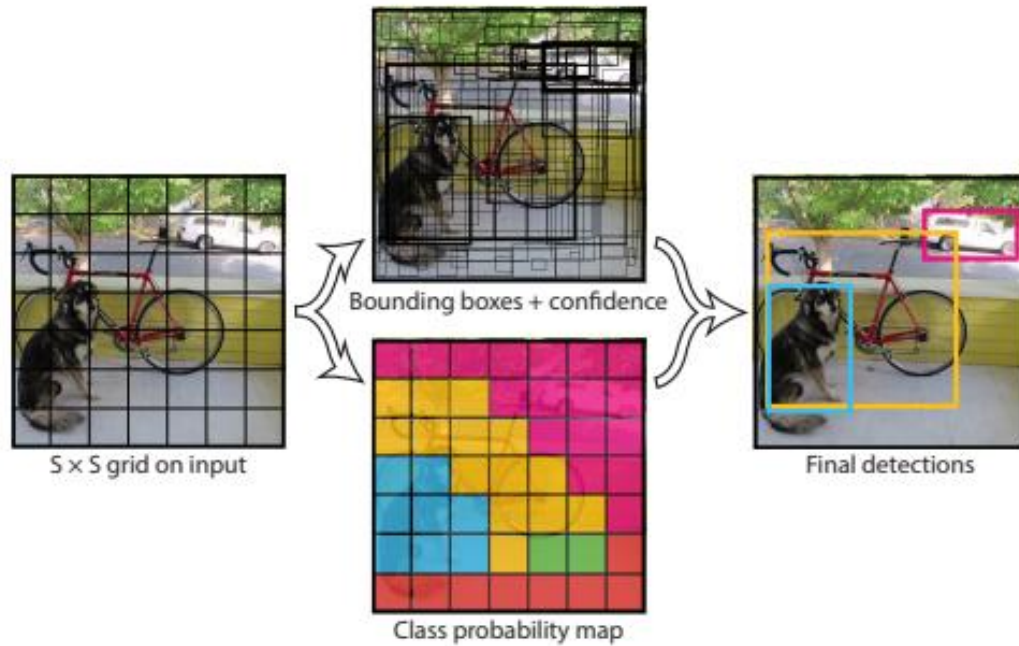 Bounding boxes + confidence
S × S grid on input
Final detections
Class probability map